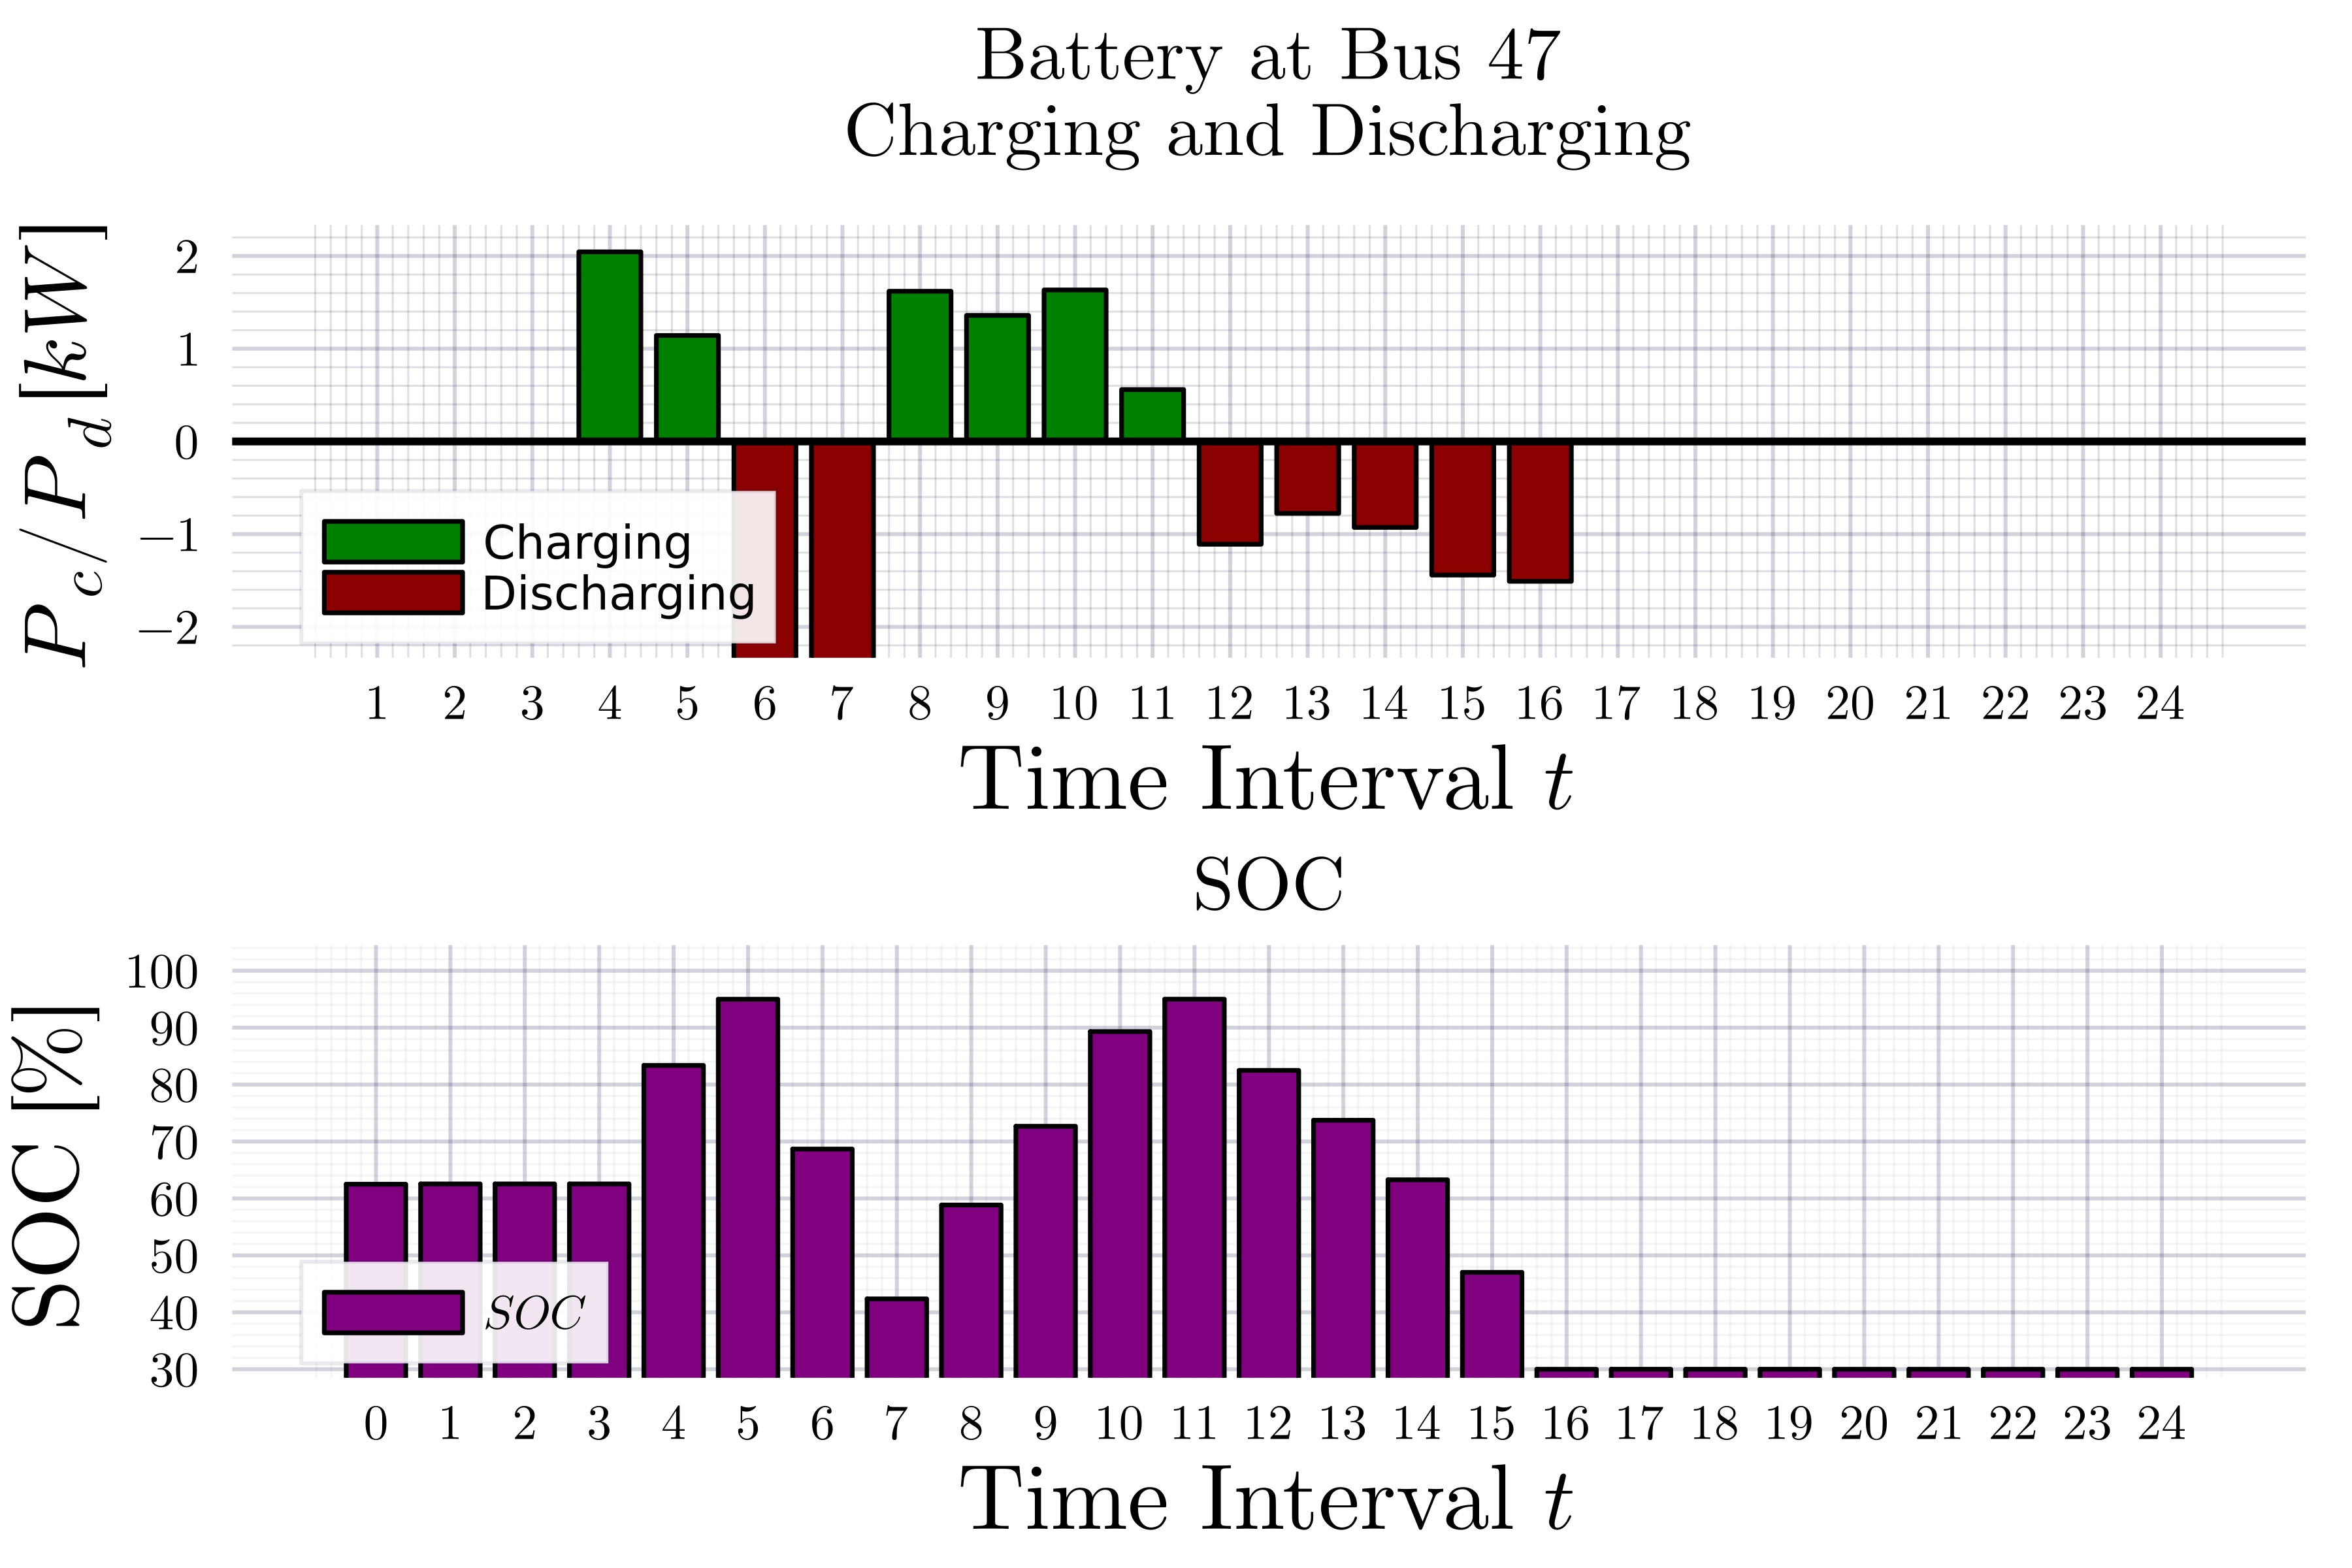 Battery at Bus 47
Charging and Discharging
P_c/P_d [kW]
2
1
0
−1
−2
Charging
Discharging
1 2 3 4 5 6 7 8 9 10 11 12 13 14 15 16 17 18 19 20 21 22 23 24
Time Interval t
SOC
SOC [%]
100
90
80
70
60
50
40
30
SOC
0 1 2 3 4 5 6 7 8 9 10 11 12 13 14 15 16 17 18 19 20 21 22 23 24
Time Interval t